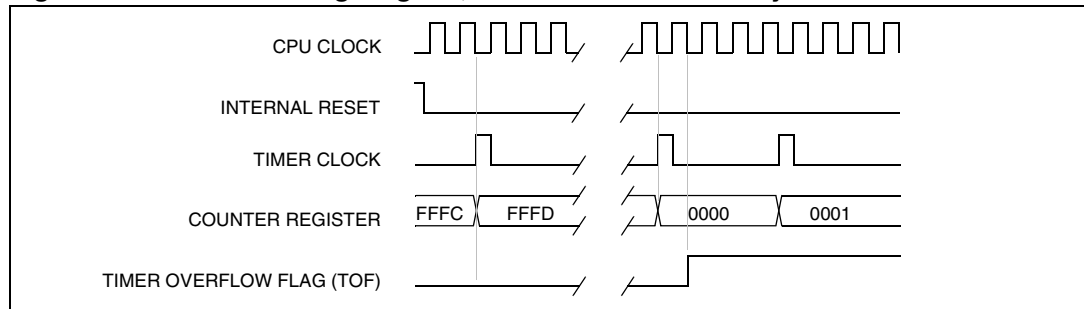 CPU CLOCK
INTERNAL RESET
TIMER CLOCK
COUNTER REGISTER FFFC FFFD 0000 0001
TIMER OVERFLOW FLAG (TOF)